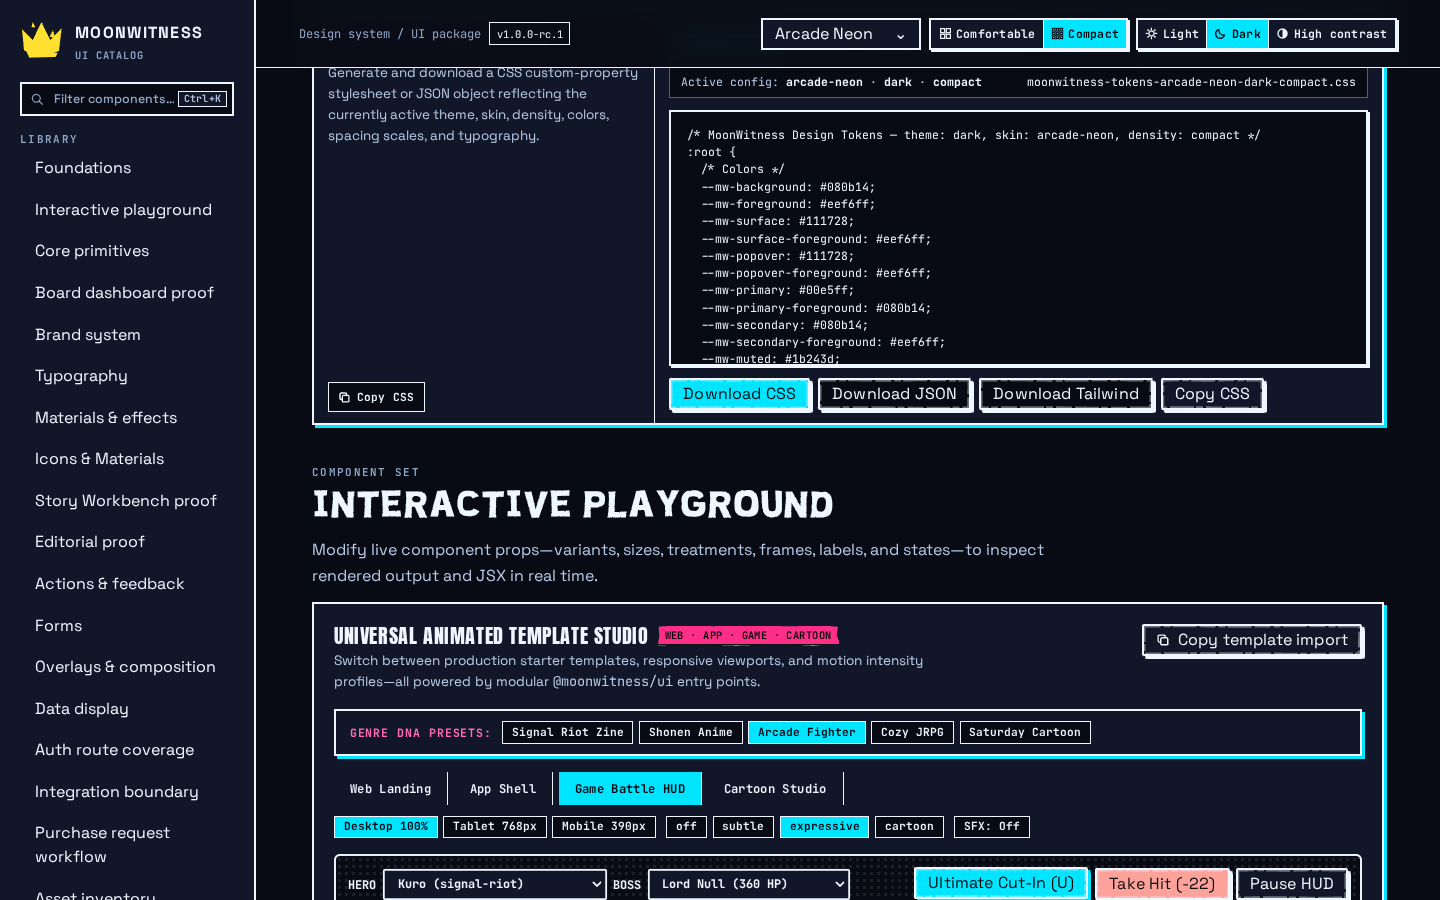 MOONWITNESS
UI CATALOG
Filter components... Ctrl+K
LIBRARY
Foundations
Interactive playground
Core primitives
Board dashboard proof
Brand system
Typography
Materials & effects
Icons & Materials
Story Workbench proof
Editorial proof
Actions & feedback
Forms
Overlays & composition
Data display
Auth route coverage
Integration boundary
Purchase request
workflow
Asset inventory
Design system / UI package v1.0.0-rc.1
Arcade Neon
Comfortable Compact
Light Dark High contrast
Generate and download a CSS custom-property
stylesheet or JSON object reflecting the
currently active theme, skin, density, colors,
spacing scales, and typography.
Copy CSS
Active config: arcade-neon · dark · compact moonwitness-tokens-arcade-neon-dark-compact.css
/* MoonWitness Design Tokens — theme: dark, skin: arcade-neon, density: compact */
:root {
/* Colors */
--mw-background: #080b14;
--mw-foreground: #eef6ff;
--mw-surface: #111728;
--mw-surface-foreground: #eef6ff;
--mw-popover: #111728;
--mw-popover-foreground: #eef6ff;
--mw-primary: #00e5ff;
--mw-primary-foreground: #080b14;
--mw-secondary: #080b14;
--mw-secondary-foreground: #eef6ff;
--mw-muted: #1b243d;
Download CSS Download JSON Download Tailwind Copy CSS
COMPONENT SET
INTERACTIVE PLAYGROUND
Modify live component props—variants, sizes, treatments, frames, labels, and states—to inspect
rendered output and JSX in real time.
UNIVERSAL ANIMATED TEMPLATE STUDIO WEB · APP · GAME · CARTOON
Switch between production starter templates, responsive viewports, and motion intensity
profiles—all powered by modular @moonwitness/ui entry points.
Copy template import
GENRE DNA PRESETS: Signal Riot Zine Shonen Anime Arcade Fighter Cozy JRPG Saturday Cartoon
Web Landing App Shell Game Battle HUD Cartoon Studio
Desktop 100% Tablet 768px Mobile 390px off subtle expressive cartoon SFX: Off
HERO Kuro (signal-riot) BOSS Lord Null (360 HP) Ultimate Cut-In (U) Take Hit (-22) Pause HUD